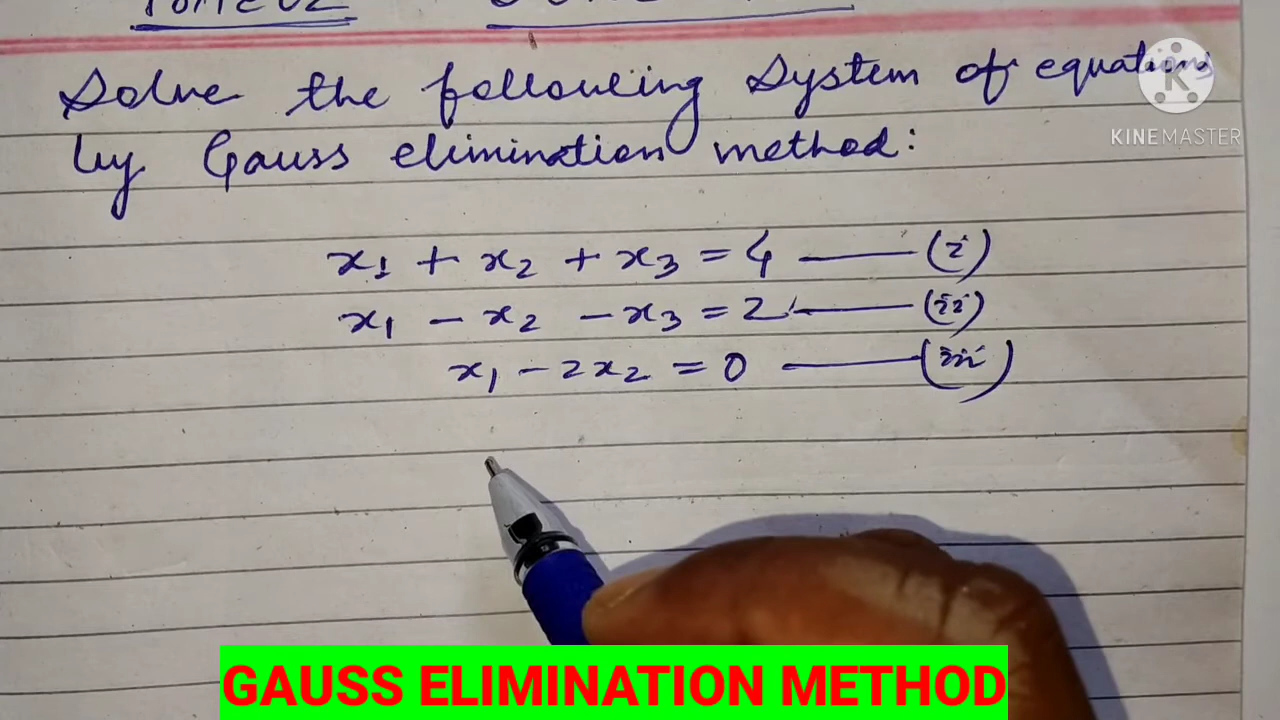 Solve the following System of equations
by Gauss elimination method:
KINEMASTER
x₁ + x₂ + x₃ = 4 —— (i)
x₁ - x₂ - x₃ = 2 —— (ii)
x₁ - 2x₂ = 0 —— (iii)
GAUSS ELIMINATION METHOD